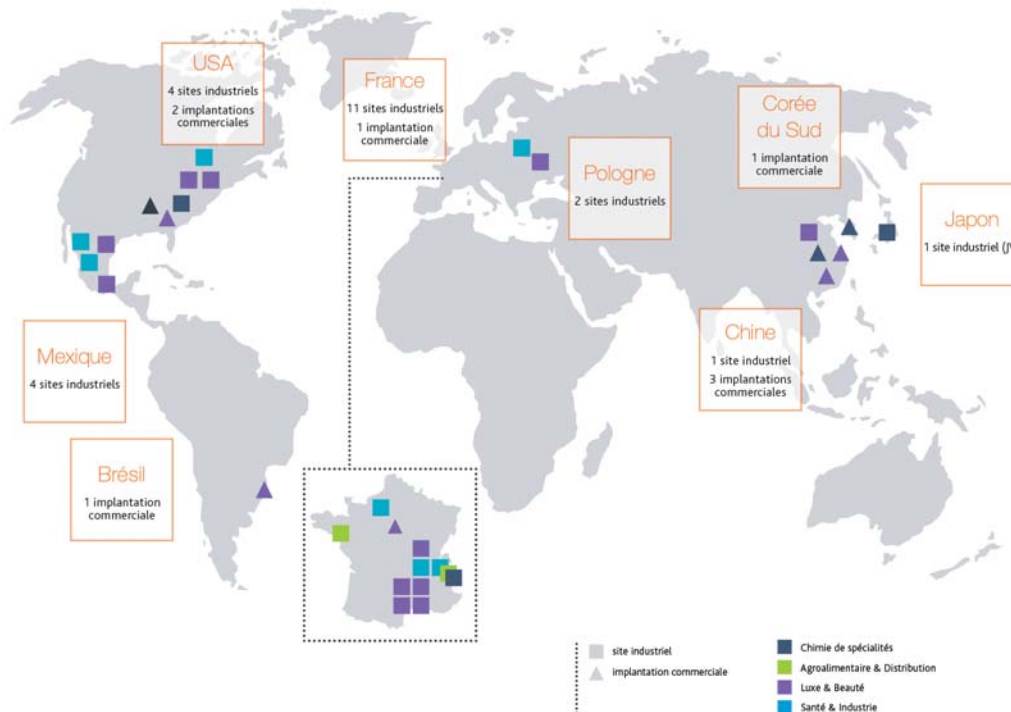 USA
4 sites industriels
2 implantations
commerciales
France
11 sites industriels
1 implantation
commerciale
Pologne
2 sites industriels
Corée
du Sud
1 implantation
commerciale
Japon
1 site industriel
Chine
1 site industriel
3 implantations
commerciales
Mexique
4 sites industriels
Brésil
1 implantation
commerciale
site industriel
implantation commerciale
Chimie de spécialités
Agroalimentaire & Distribution
Luxe & Beauté
Santé & Industrie